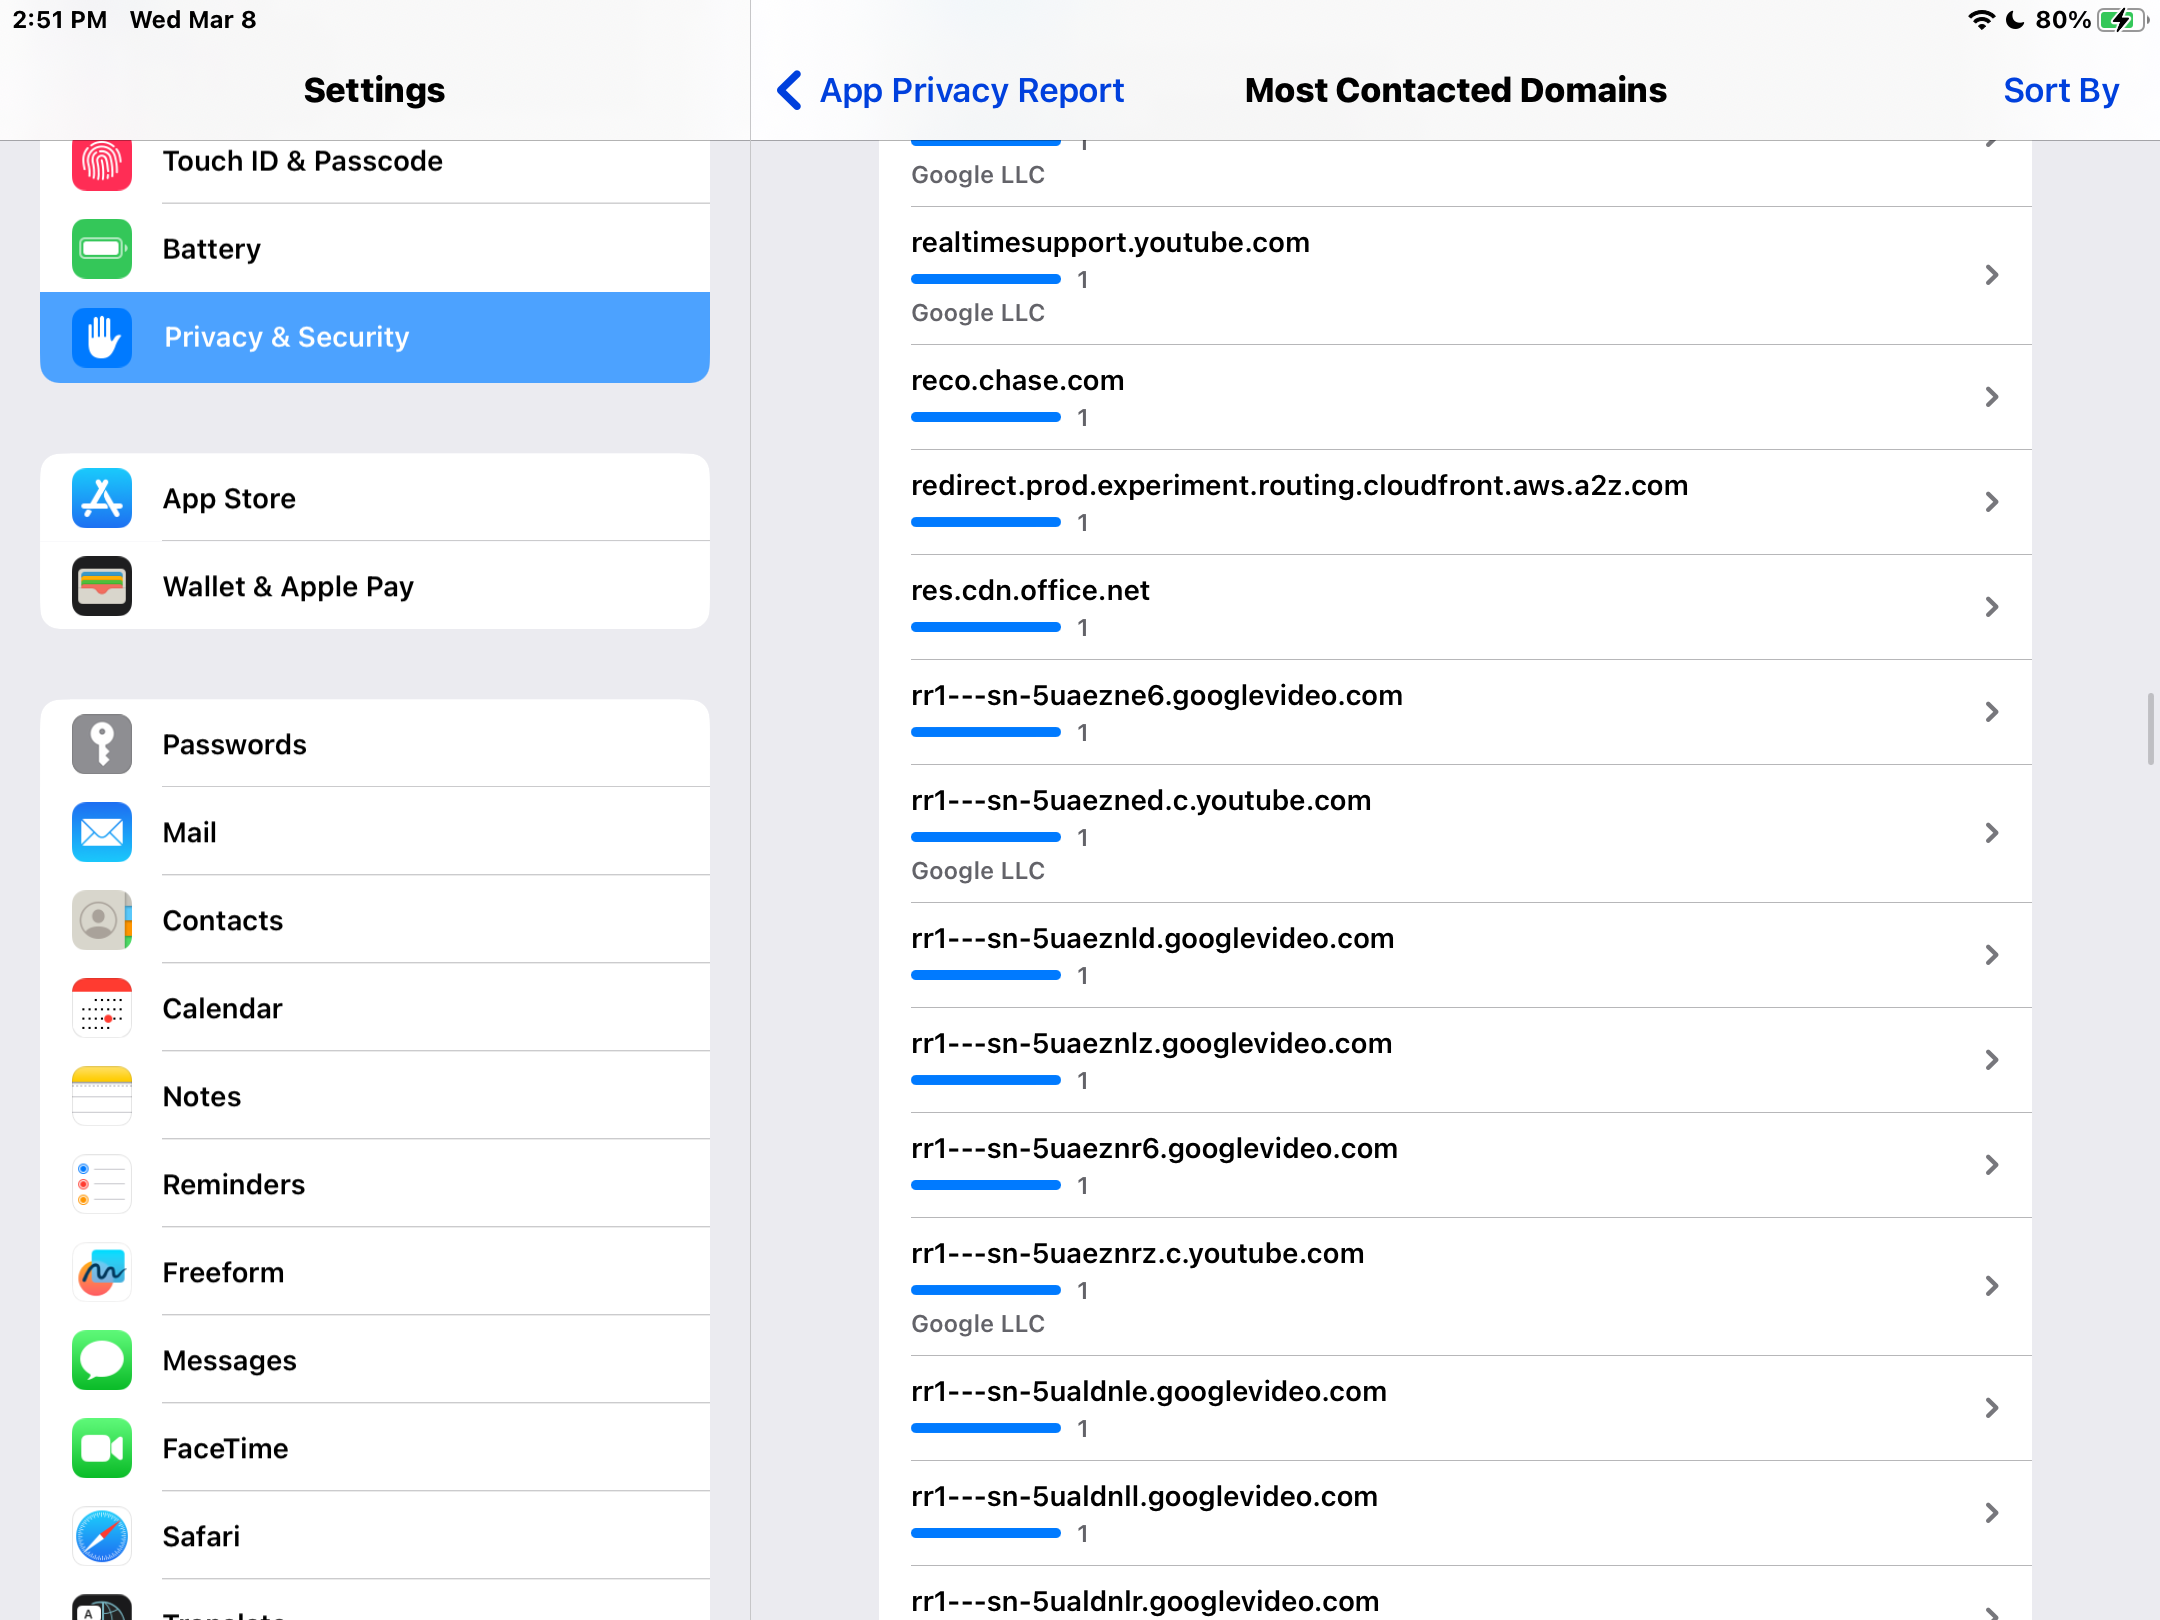 2:51 PM Wed Mar 8
80%
Settings
Touch ID & Passcode
Battery
Privacy & Security
App Store
Wallet & Apple Pay
Passwords
Mail
Contacts
Calendar
Notes
Reminders
Freeform
Messages
FaceTime
Safari
App Privacy Report
Most Contacted Domains
Sort By
Google LLC
realtimesupport.youtube.com
1
Google LLC
reco.chase.com
1
redirect.prod.experiment.routing.cloudfront.aws.a2z.com
1
res.cdn.office.net
1
rr1---sn-5uaezne6.googlevideo.com
1
rr1---sn-5uaezned.c.youtube.com
1
Google LLC
rr1---sn-5uaeznld.googlevideo.com
1
rr1---sn-5uaeznlz.googlevideo.com
1
rr1---sn-5uaeznr6.googlevideo.com
1
rr1---sn-5uaeznrz.c.youtube.com
1
Google LLC
rr1---sn-5ualdnle.googlevideo.com
1
rr1---sn-5ualdnll.googlevideo.com
1
rr1---sn-5ualdnlr.googlevideo.com